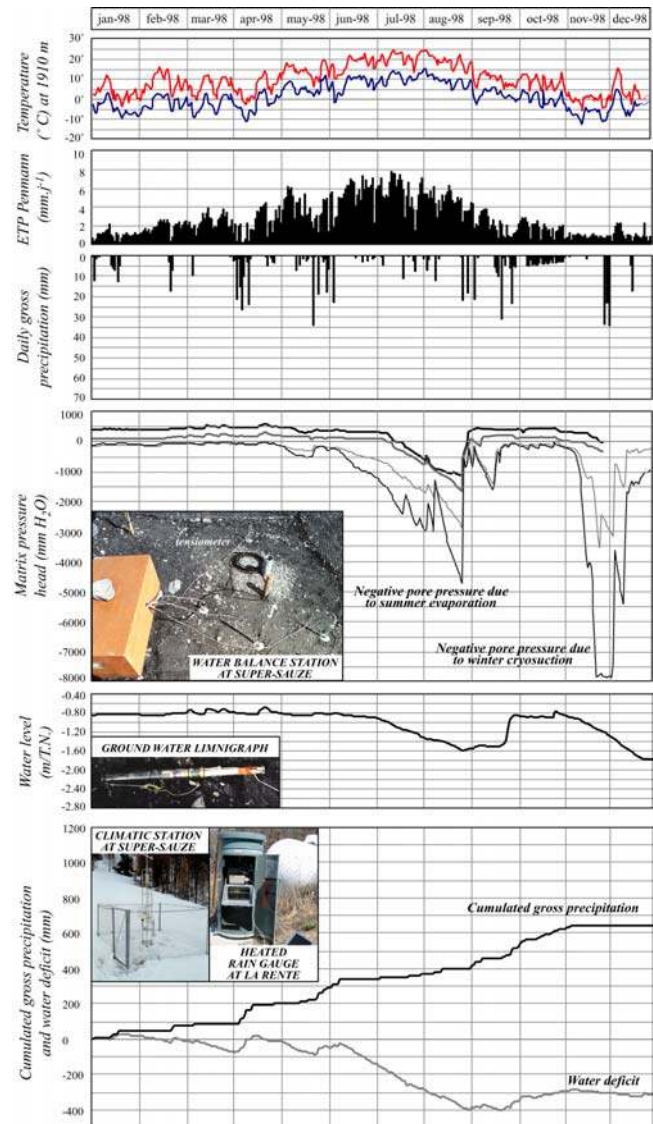 jan-98 feb-98 mar-98 apr-98 may-98 jun-98 jul-98 aug-98 sep-98 oct-98 nov-98 dec-98
Temperature
(˚C) at 1910 m
30˚
20˚
10˚
0˚
-10˚
-20˚
ETP Penmann
(mm.j⁻¹)
10
8
6
4
2
0
Daily gross
precipitation (mm)
0
10
20
30
40
50
60
70
Matrix pressure
head (mm H₂O)
1000
0
-1000
-2000
-3000
-4000
-5000
-6000
-7000
-8000
tensiometer
WATER BALANCE STATION
AT SUPER-SAUZE
Negative pore pressure due
to summer evaporation
Negative pore pressure due
to winter cryosuction
Water level
(m/T.N.)
-0.40
-0.80
-1.20
-1.60
-2.00
-2.40
-2.80
GROUND WATER LIMNIGRAPH
Cumulated gross precipitation
and water deficit (mm)
1200
1000
800
600
400
200
0
-200
-400
CLIMATIC STATION
AT SUPER-SAUZE
HEATED
RAIN GAUGE
AT LA RENTE
Cumulated gross precipitation
Water deficit